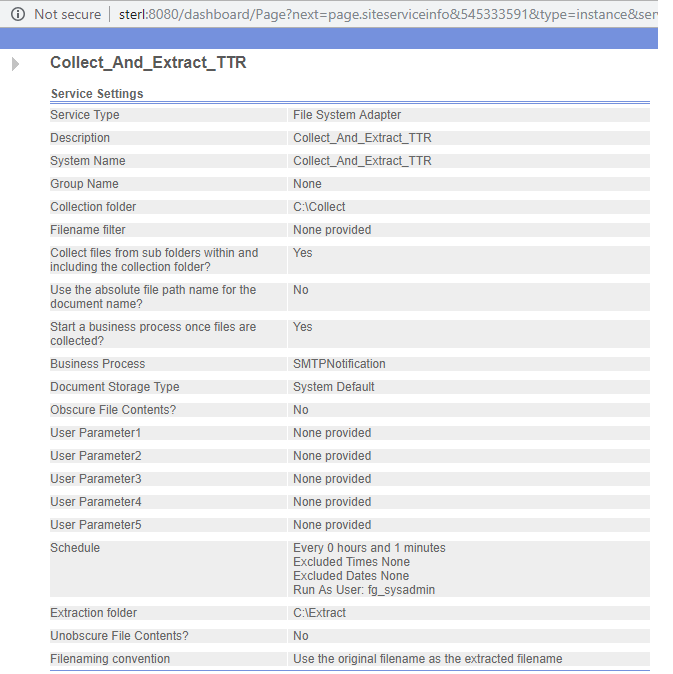 Not secure sterl:8080/dashboard/Page?next=page.siteserviceinfo&545333591&type=instance&ser
Collect_And_Extract_TTR
Service Settings
Service Type File System Adapter
Description Collect_And_Extract_TTR
System Name Collect_And_Extract_TTR
Group Name None
Collection folder C:\Collect
Filename filter None provided
Collect files from sub folders within and Yes
including the collection folder?
Use the absolute file path name for the No
document name?
Start a business process once files are Yes
collected?
Business Process SMTPNotification
Document Storage Type System Default
Obscure File Contents? No
User Parameter1 None provided
User Parameter2 None provided
User Parameter3 None provided
User Parameter4 None provided
User Parameter5 None provided
Schedule Every 0 hours and 1 minutes
Excluded Times None
Excluded Dates None
Run As User: fg_sysadmin
Extraction folder C:\Extract
Unobscure File Contents? No
Filenaming convention Use the original filename as the extracted filename